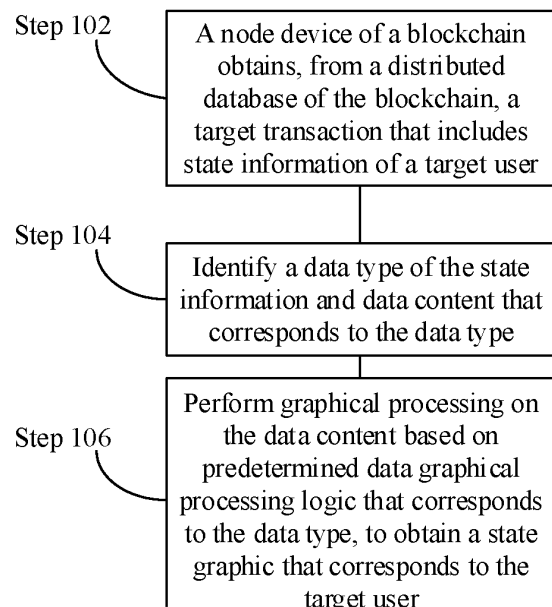 Step 102
A node device of a blockchain
obtains, from a distributed
database of the blockchain, a
target transaction that includes
state information of a target user
Step 104
Identify a data type of the state
information and data content that
corresponds to the data type
Step 106
Perform graphical processing on
the data content based on
predetermined data graphical
processing logic that corresponds
to the data type, to obtain a state
graphic that corresponds to the
target user